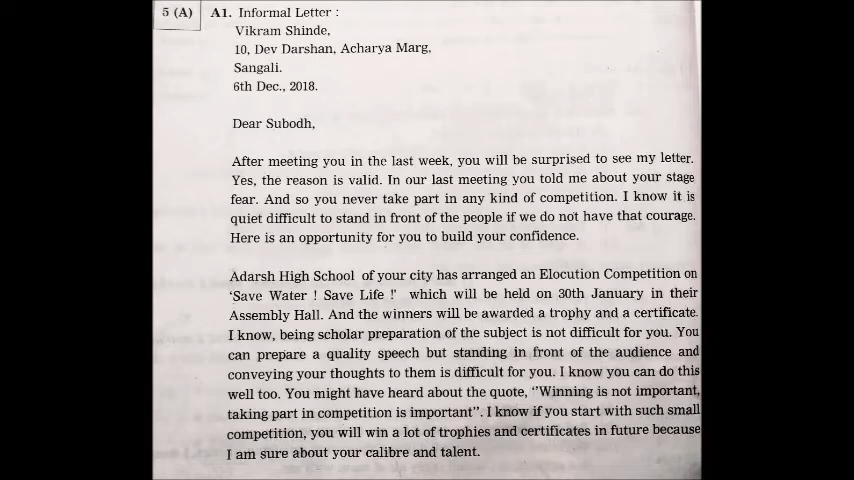 5 (A) A1. Informal Letter :
Vikram Shinde,
10, Dev Darshan, Acharya Marg,
Sangali.
6th Dec., 2018.
Dear Subodh,
After meeting you in the last week, you will be surprised to see my letter.
Yes, the reason is valid. In our last meeting you told me about your stage
fear. And so you never take part in any kind of competition. I know it is
quiet difficult to stand in front of the people if we do not have that courage.
Here is an opportunity for you to build your confidence.
Adarsh High School of your city has arranged an Elocution Competition on
‘Save Water ! Save Life !’ which will be held on 30th January in their
Assembly Hall. And the winners will be awarded a trophy and a certificate.
I know, being scholar preparation of the subject is not difficult for you. You
can prepare a quality speech but standing in front of the audience and
conveying your thoughts to them is difficult for you. I know you can do this
well too. You might have heard about the quote, ‘‘Winning is not important,
taking part in competition is important’’. I know if you start with such small
competition, you will win a lot of trophies and certificates in future because
I am sure about your calibre and talent.